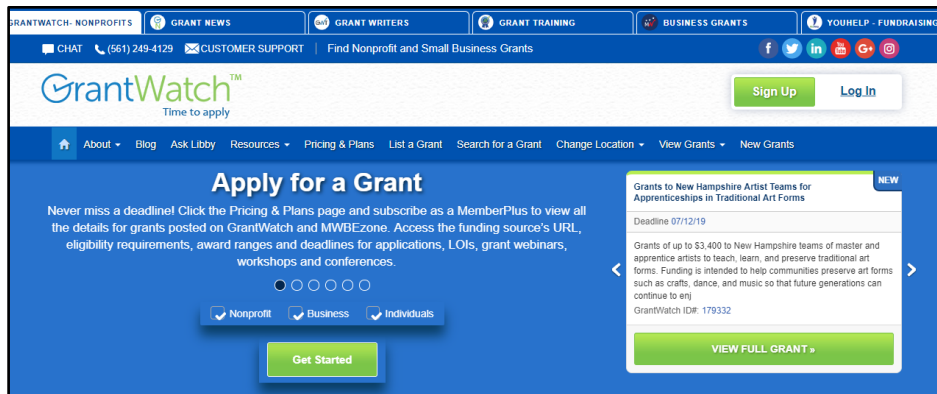 GRANTWATCH- NONPROFITS
GRANT NEWS
GW
GRANT WRITERS
GRANT TRAINING
BUSINESS GRANTS
YOUHELP - FUNDRAISING
CHAT (561) 249-4129 CUSTOMER SUPPORT | Find Nonprofit and Small Business Grants
f in You Tube G+
GrantWatch™
Time to apply
Sign Up Log In
About Blog Ask Libby Resources Pricing & Plans List a Grant Search for a Grant Change Location View Grants New Grants
Apply for a Grant
Never miss a deadline! Click the Pricing & Plans page and subscribe as a MemberPlus to view all
the details for grants posted on GrantWatch and MWBEzone. Access the funding source's URL,
eligibility requirements, award ranges and deadlines for applications, LOIs, grant webinars,
workshops and conferences.
Nonprofit Business Individuals
Get Started
NEW
Grants to New Hampshire Artist Teams for
Apprenticeships in Traditional Art Forms
Deadline 07/12/19
Grants of up to $3,400 to New Hampshire teams of master and
apprentice artists to teach, learn, and preserve traditional art
forms. Funding is intended to help communities preserve art forms
such as crafts, dance, and music so that future generations can
continue to enj
GrantWatch ID#: 179332
VIEW FULL GRANT »